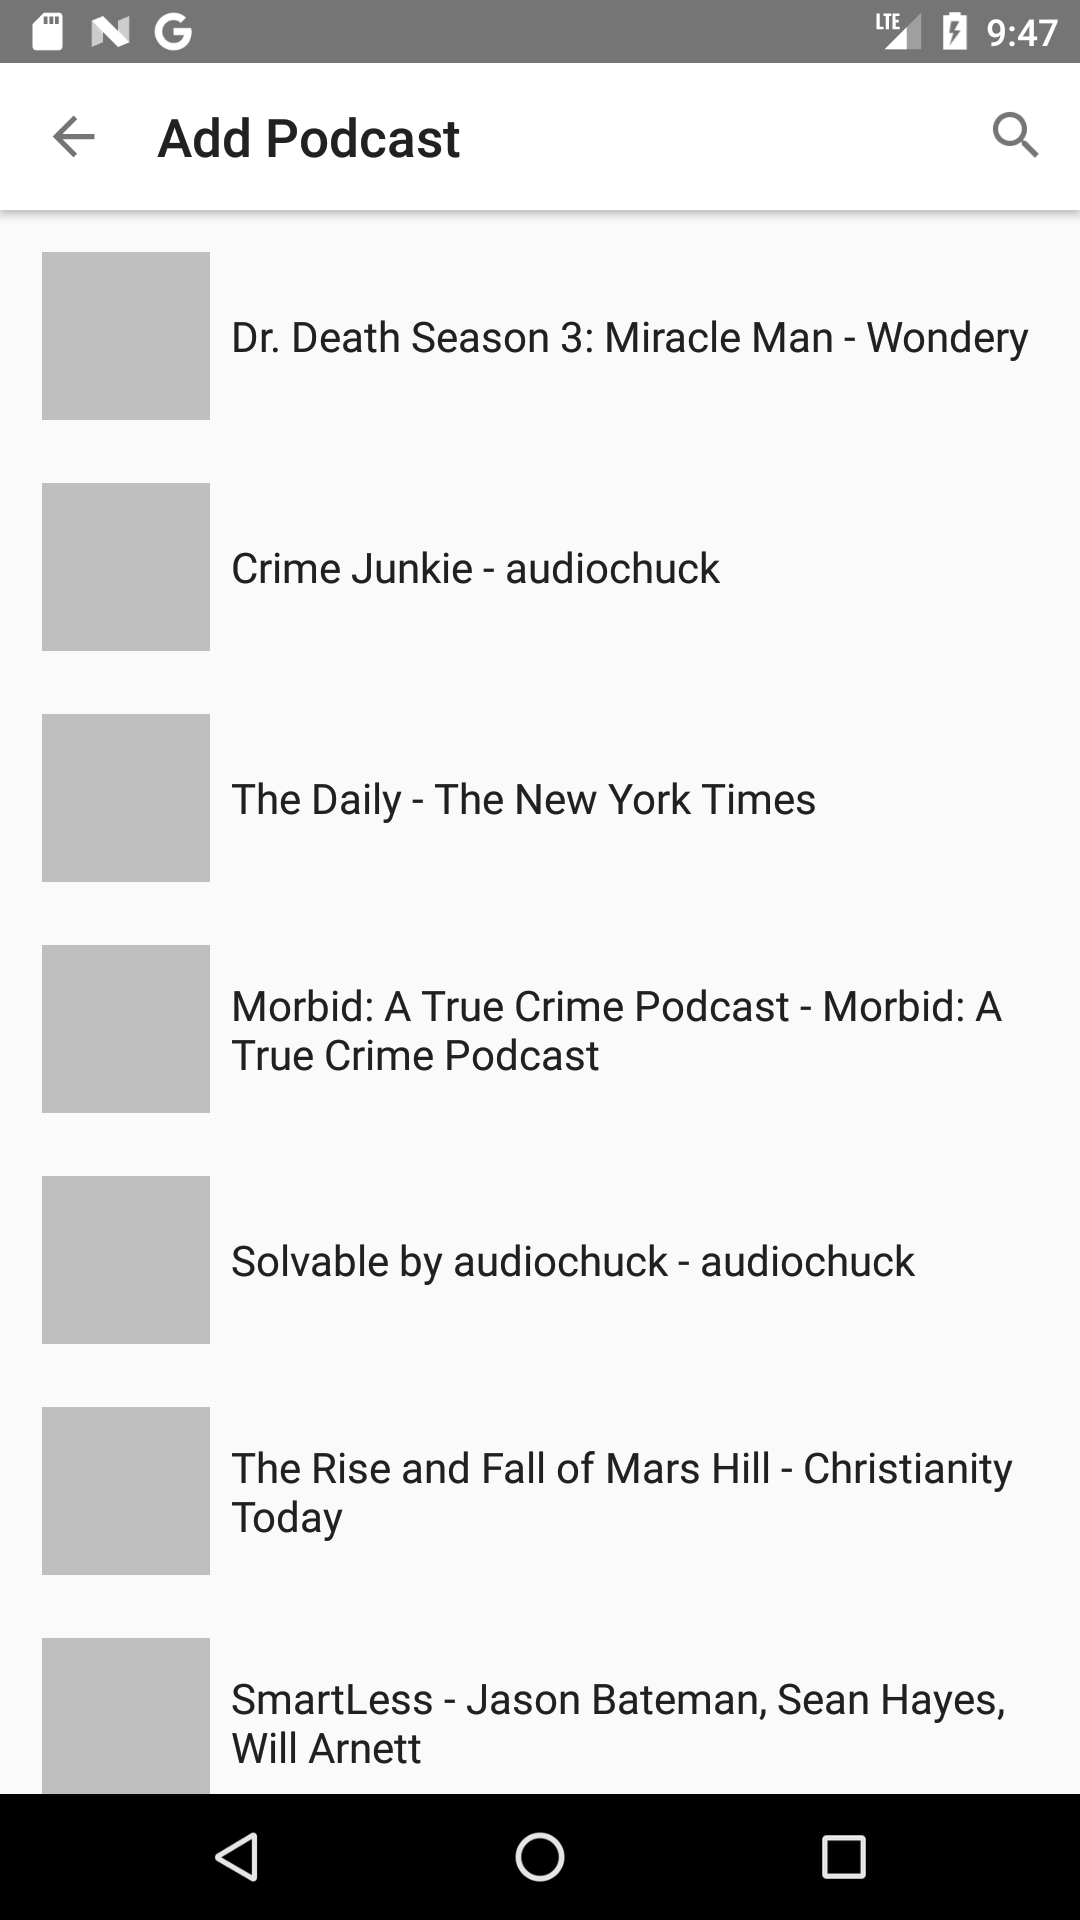 LTE 9:47
Add Podcast
Dr. Death Season 3: Miracle Man - Wondery
Crime Junkie - audiochuck
The Daily - The New York Times
Morbid: A True Crime Podcast - Morbid: A
True Crime Podcast
Solvable by audiochuck - audiochuck
The Rise and Fall of Mars Hill - Christianity
Today
SmartLess - Jason Bateman, Sean Hayes,
Will Arnett